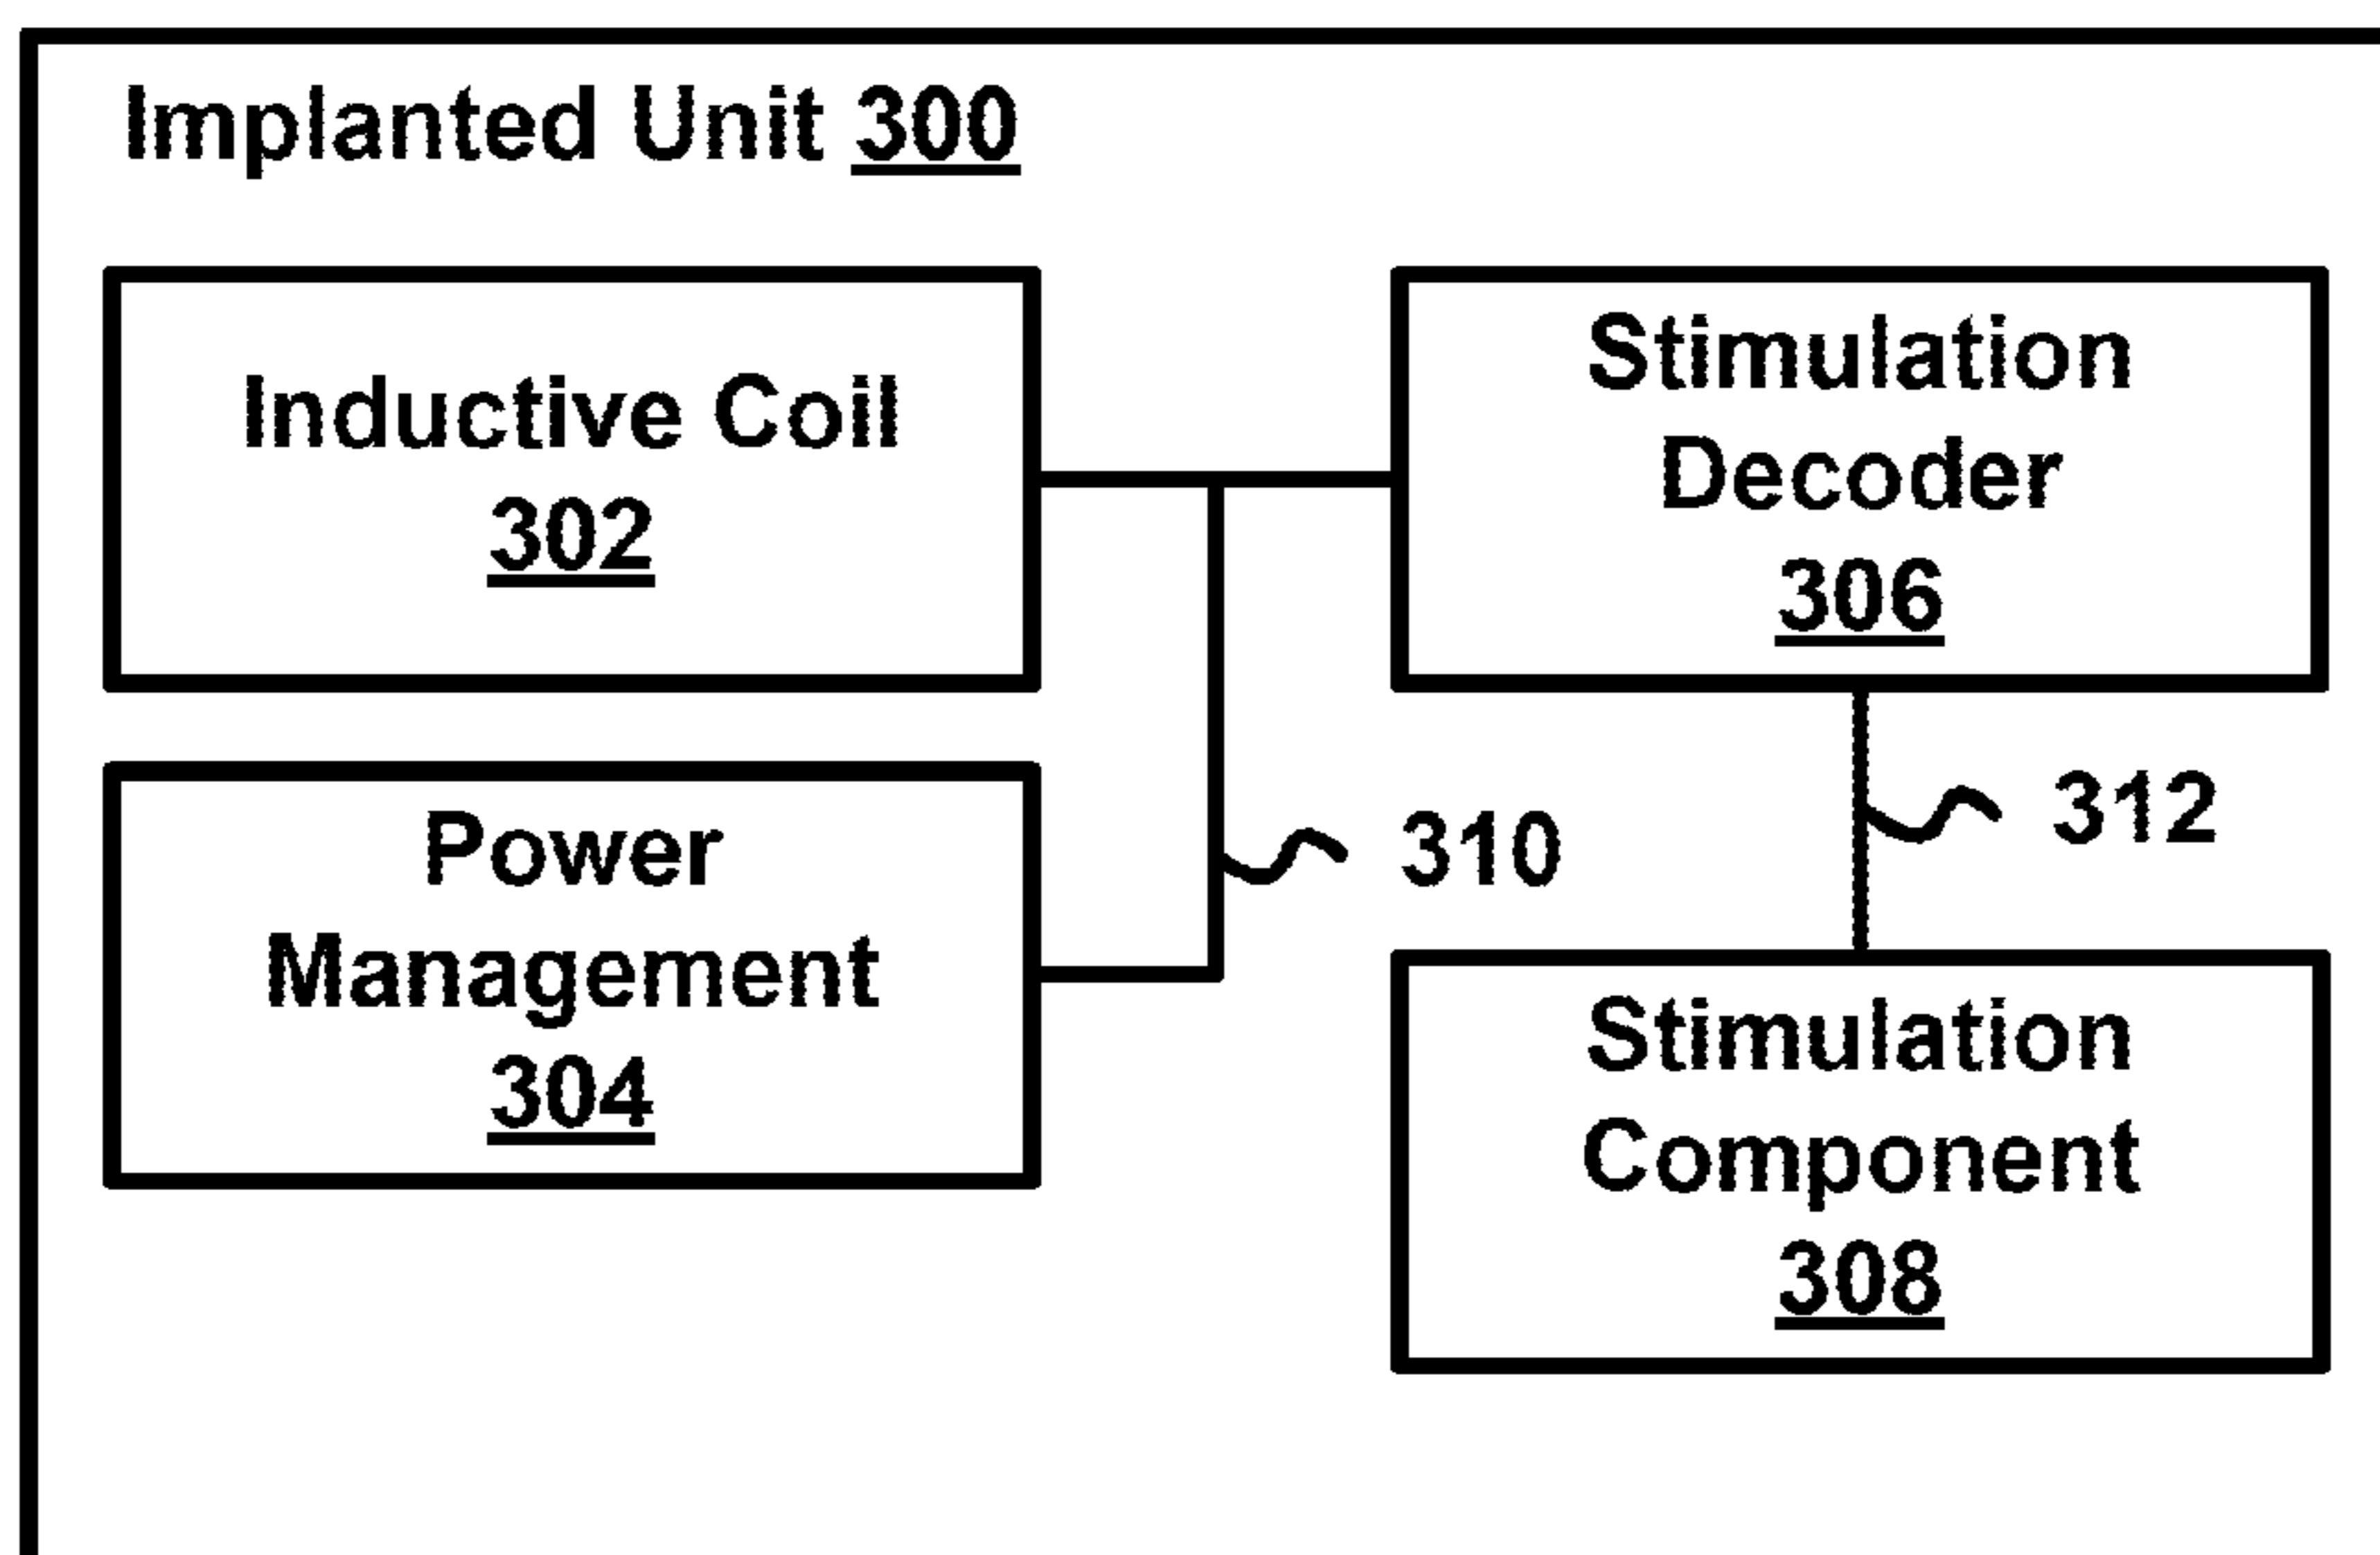 Implanted Unit 300
Inductive Coil
302
Stimulation
Decoder
306
Power
Management
304
310
312
Stimulation
Component
308